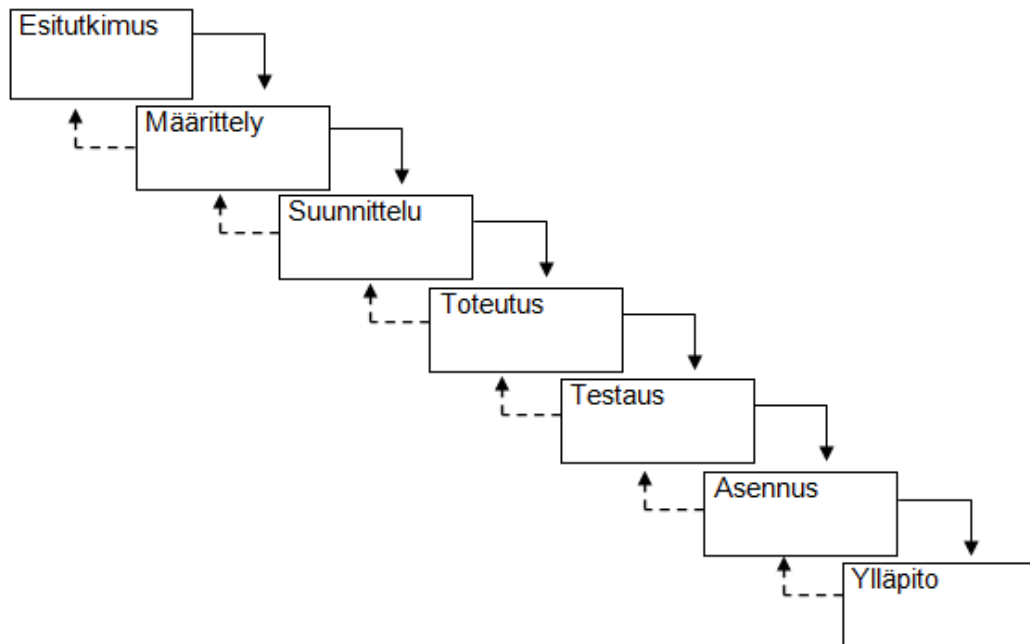 Esitutkimus
Määrittely
Suunnittelu
Toteutus
Testaus
Asennus
Ylläpito